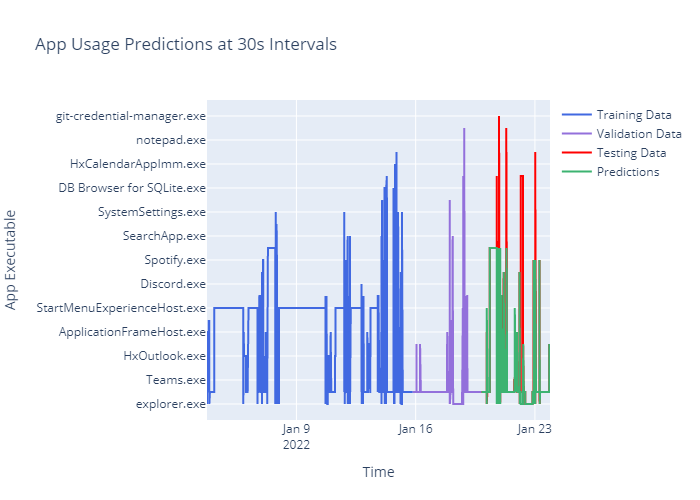 App Usage Predictions at 30s Intervals
git-credential-manager.exe
notepad.exe
HxCalendarAppImm.exe
DB Browser for SQLite.exe
SystemSettings.exe
SearchApp.exe
Spotify.exe
Discord.exe
StartMenuExperienceHost.exe
ApplicationFrameHost.exe
HxOutlook.exe
Teams.exe
explorer.exe
App Executable
Jan 9
2022
Jan 16
Jan 23
Time
Training Data
Validation Data
Testing Data
Predictions